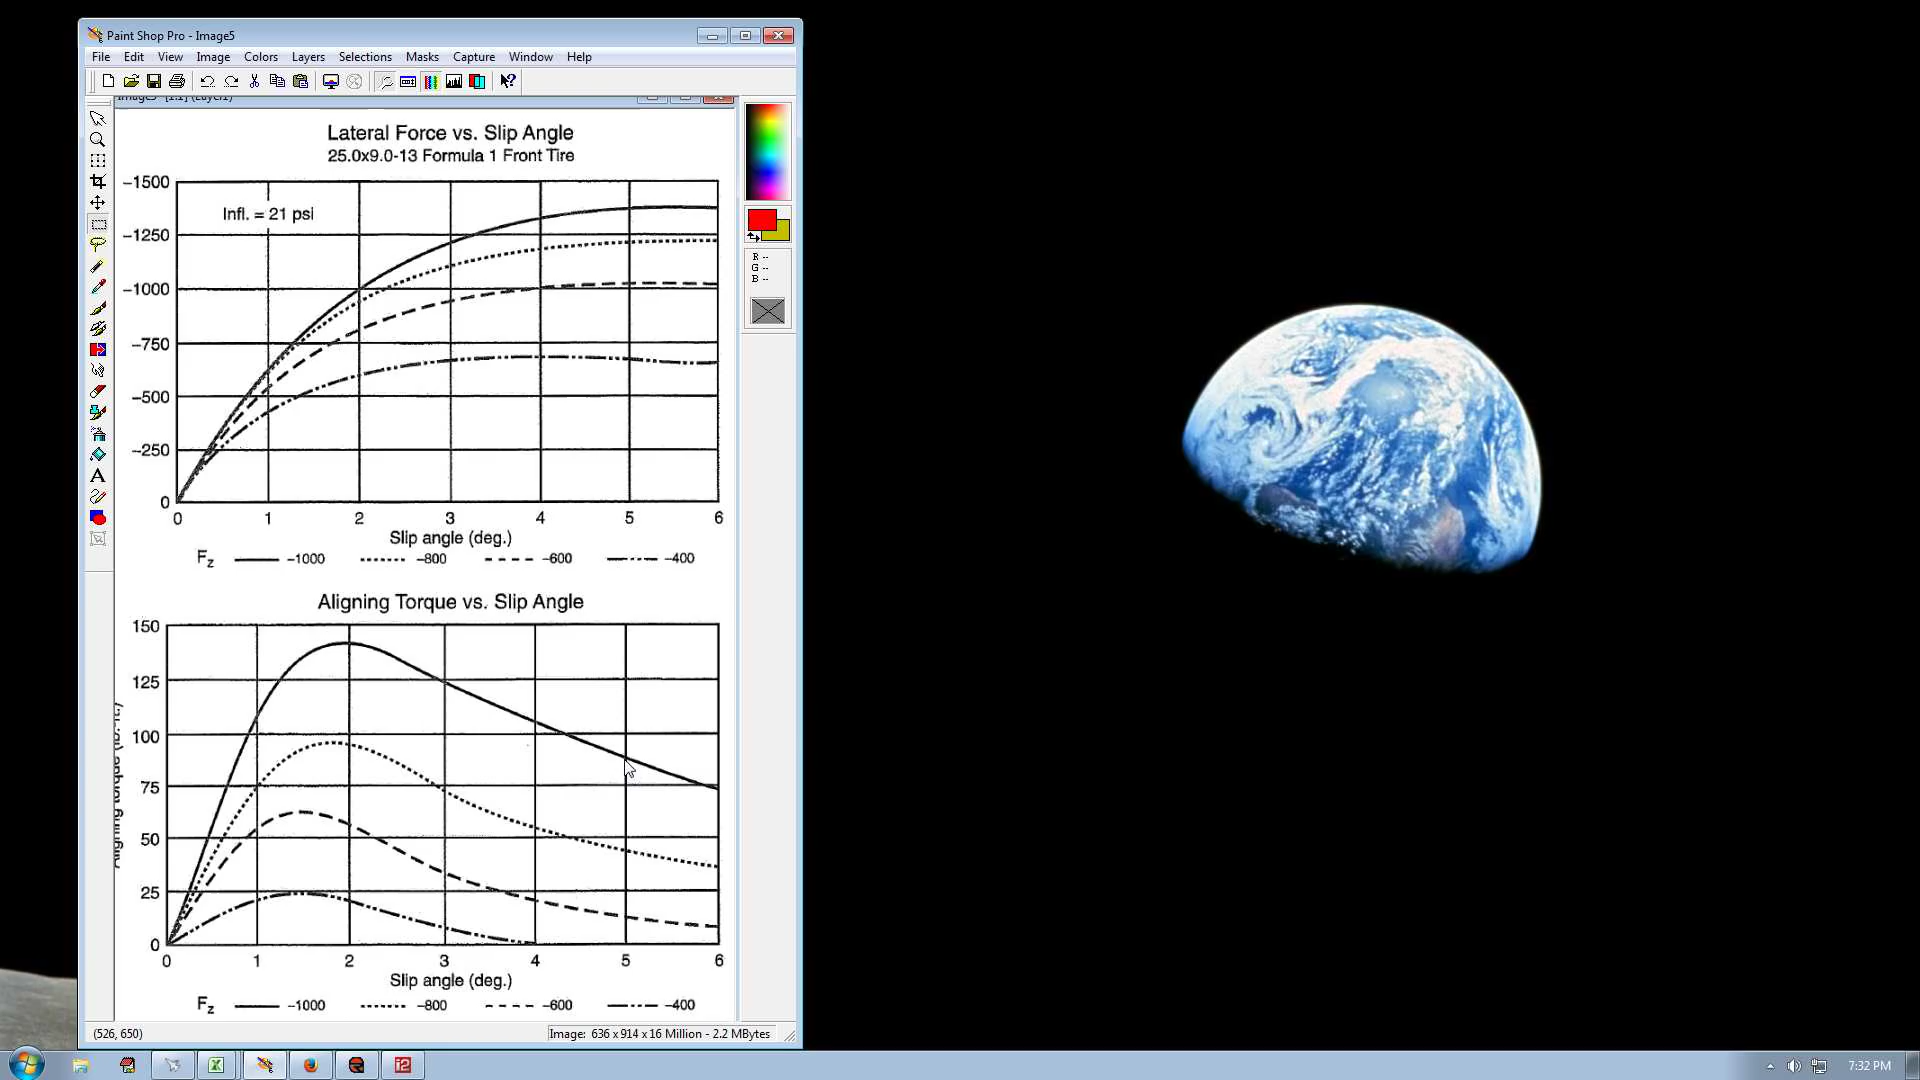 Paint Shop Pro - Image5
File Edit View Image Colors Layers Selections Masks Capture Window Help
Lateral Force vs. Slip Angle
25.0x9.0-13 Formula 1 Front Tire
Infl. = 21 psi
-1500
-1250
-1000
-750
-500
-250
0
0 1 2 3 4 5 6
Slip angle (deg.)
Fz -1000 -800 -600 -400
Aligning Torque vs. Slip Angle
150
125
100
75
50
25
0
0 1 2 3 4 5 6
Slip angle (deg.)
Fz -1000 -800 -600 -400
R --
G --
B --
(526, 650)
Image: 636 x 914 x 16 Million - 2.2 MBytes
i2
7:32 PM